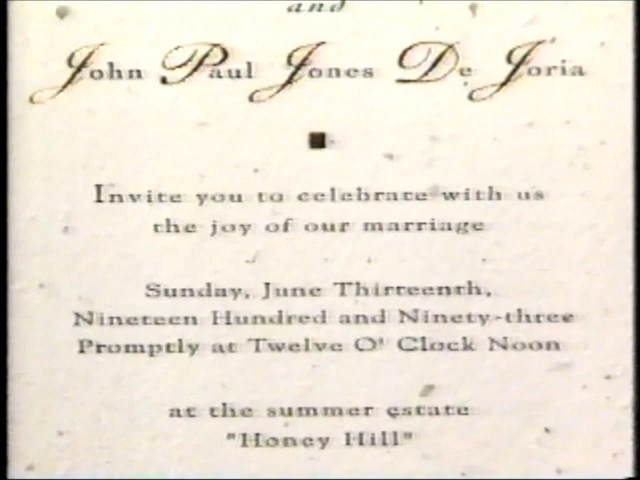 and
John Paul Jones De Joria
Invite you to celebrate with us
the joy of our marriage
Sunday, June Thirteenth,
Nineteen Hundred and Ninety-three
Promptly at Twelve O' Clock Noon
at the summer estate
"Honey Hill"